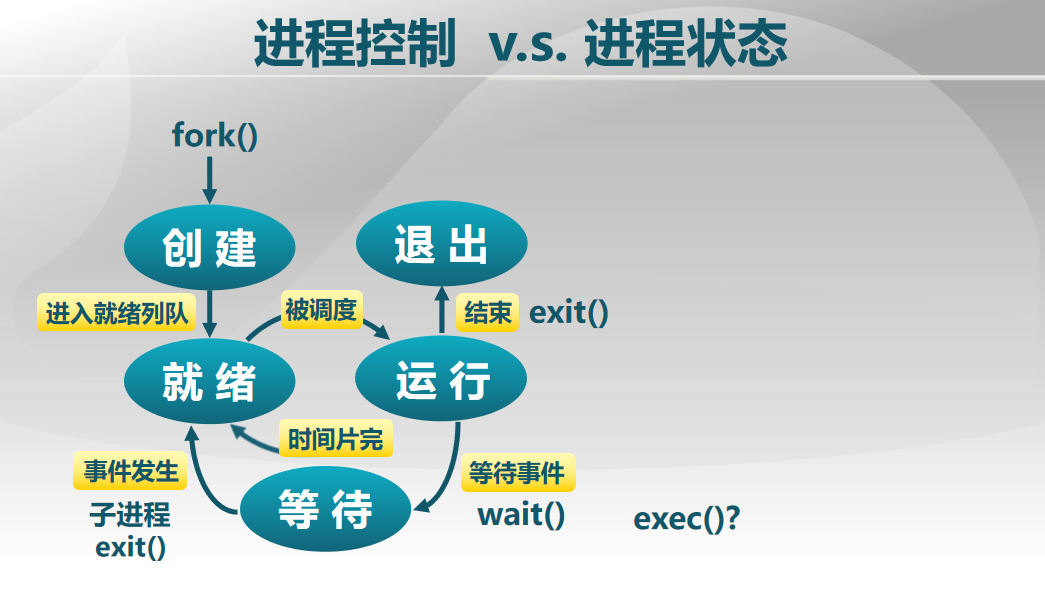 进程控制 v.s. 进程状态
fork()
创建
退出
进入就绪列队
被调度
结束
exit()
就绪
运行
时间片完
事件发生
等待事件
子进程
exit()
等待
wait()
exec()?